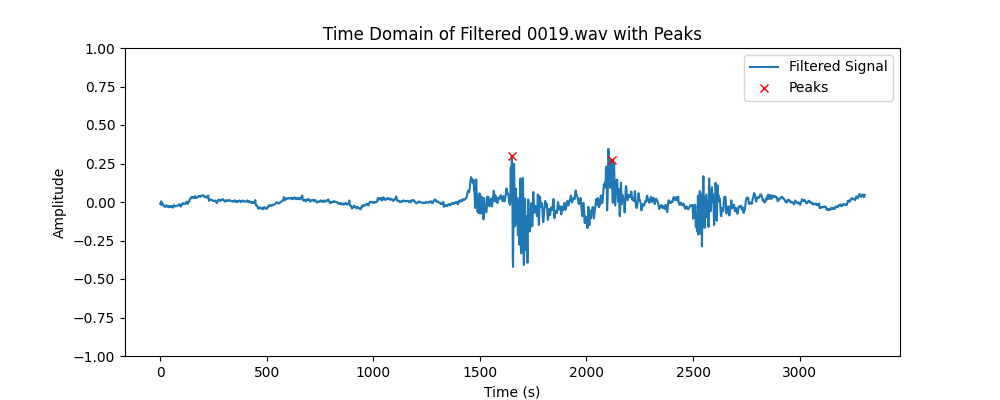 Time Domain of Filtered 0019.wav with Peaks
1.00
0.75
0.50
0.25
0.00
−0.25
−0.50
−0.75
−1.00
Amplitude
Filtered Signal
Peaks
0 500 1000 1500 2000 2500 3000
Time (s)